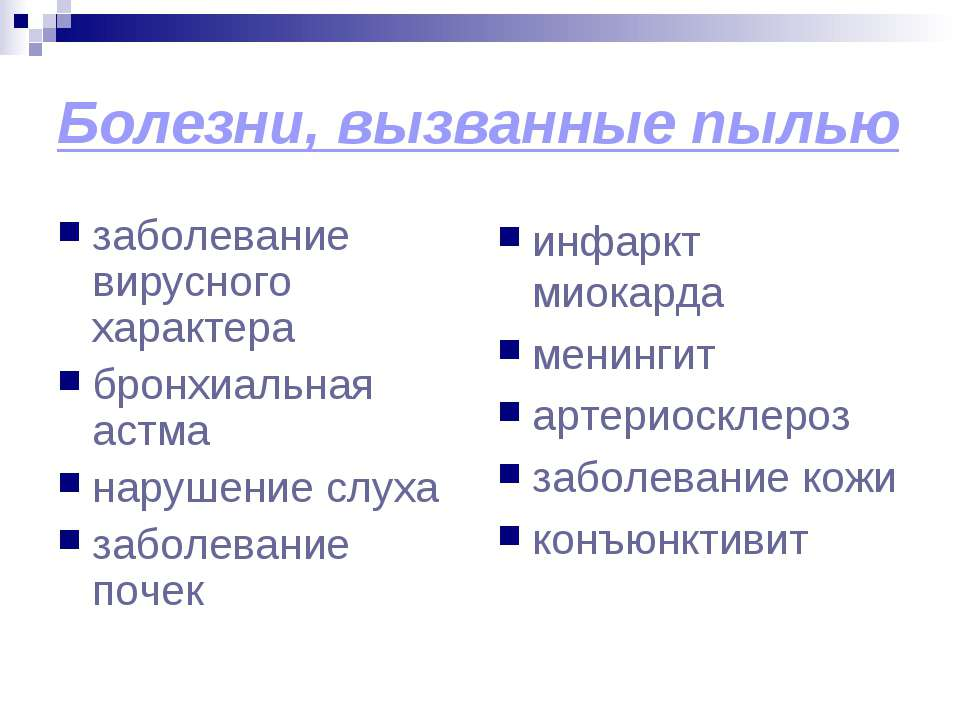 Болезни, вызванные пылью
заболевание
вирусного
характера
бронхиальная
астма
нарушение слуха
заболевание
почек
инфаркт
миокарда
менингит
артериосклероз
заболевание кожи
конъюнктивит